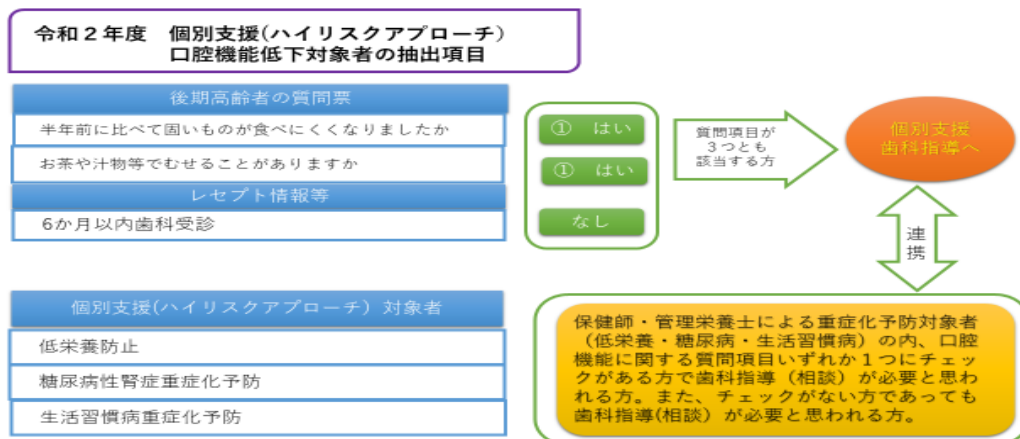 令和２年度　個別支援(ハイリスクアプローチ)
口腔機能低下対象者の抽出項目
後期高齢者の質問票
半年前に比べて固いものが食べにくくなりましたか
お茶や汁物等でむせることがありますか
レセプト情報等
6か月以内歯科受診
①　はい
①　はい
なし
質問項目が
３つとも
該当する方
個別支援
歯科指導へ
連
携
個別支援(ハイリスクアプローチ）対象者
低栄養防止
糖尿病性腎症重症化予防
生活習慣病重症化予防
保健師・管理栄養士による重症化予防対象者
（低栄養・糖尿病・生活習慣病）の内、口腔
機能に関する質問項目いずれか１つにチェッ
クがある方で歯科指導（相談）が必要と思わ
れる方。また、チェックがない方であっても
歯科指導(相談）が必要と思われる方。